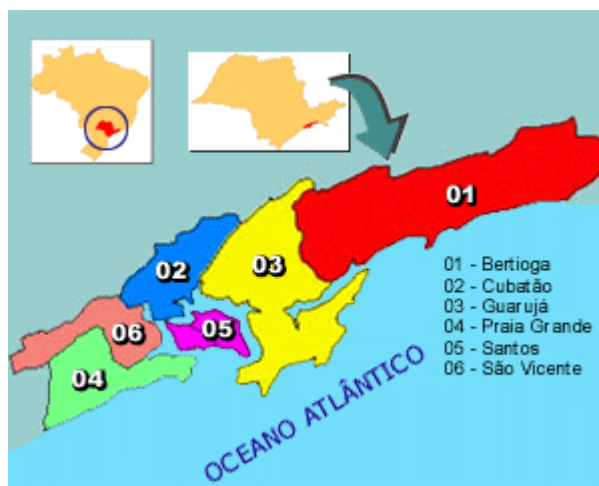 01
02
03
06
05
04
01 - Bertioga
02 - Cubatão
03 - Guarujá
04 - Praia Grande
05 - Santos
06 - São Vicente
OCEANO ATLÂNTICO